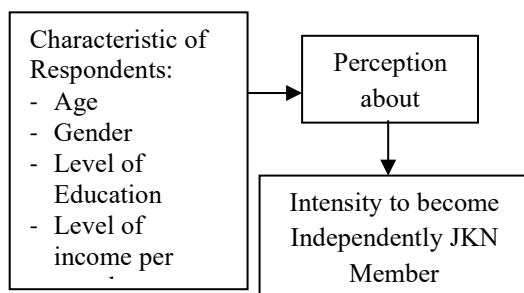 Characteristic of
Respondents:
- Age
- Gender
- Level of
Education
- Level of
income per
Perception
about
Intensity to become
Independently JKN
Member